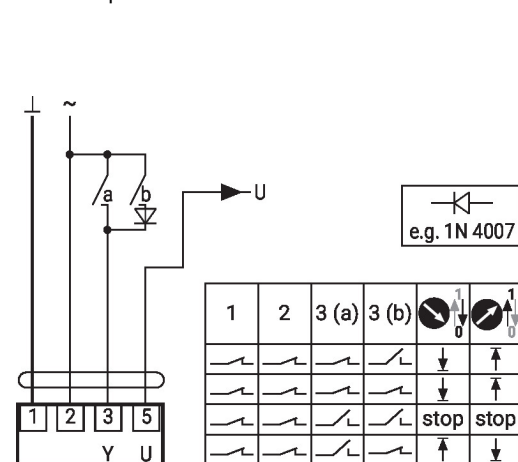 ⊥ ~
a b
U
e.g. 1N 4007
1 2 3 (a) 3 (b) 1 0 1 0
stop stop
1 2 3 5
Y U